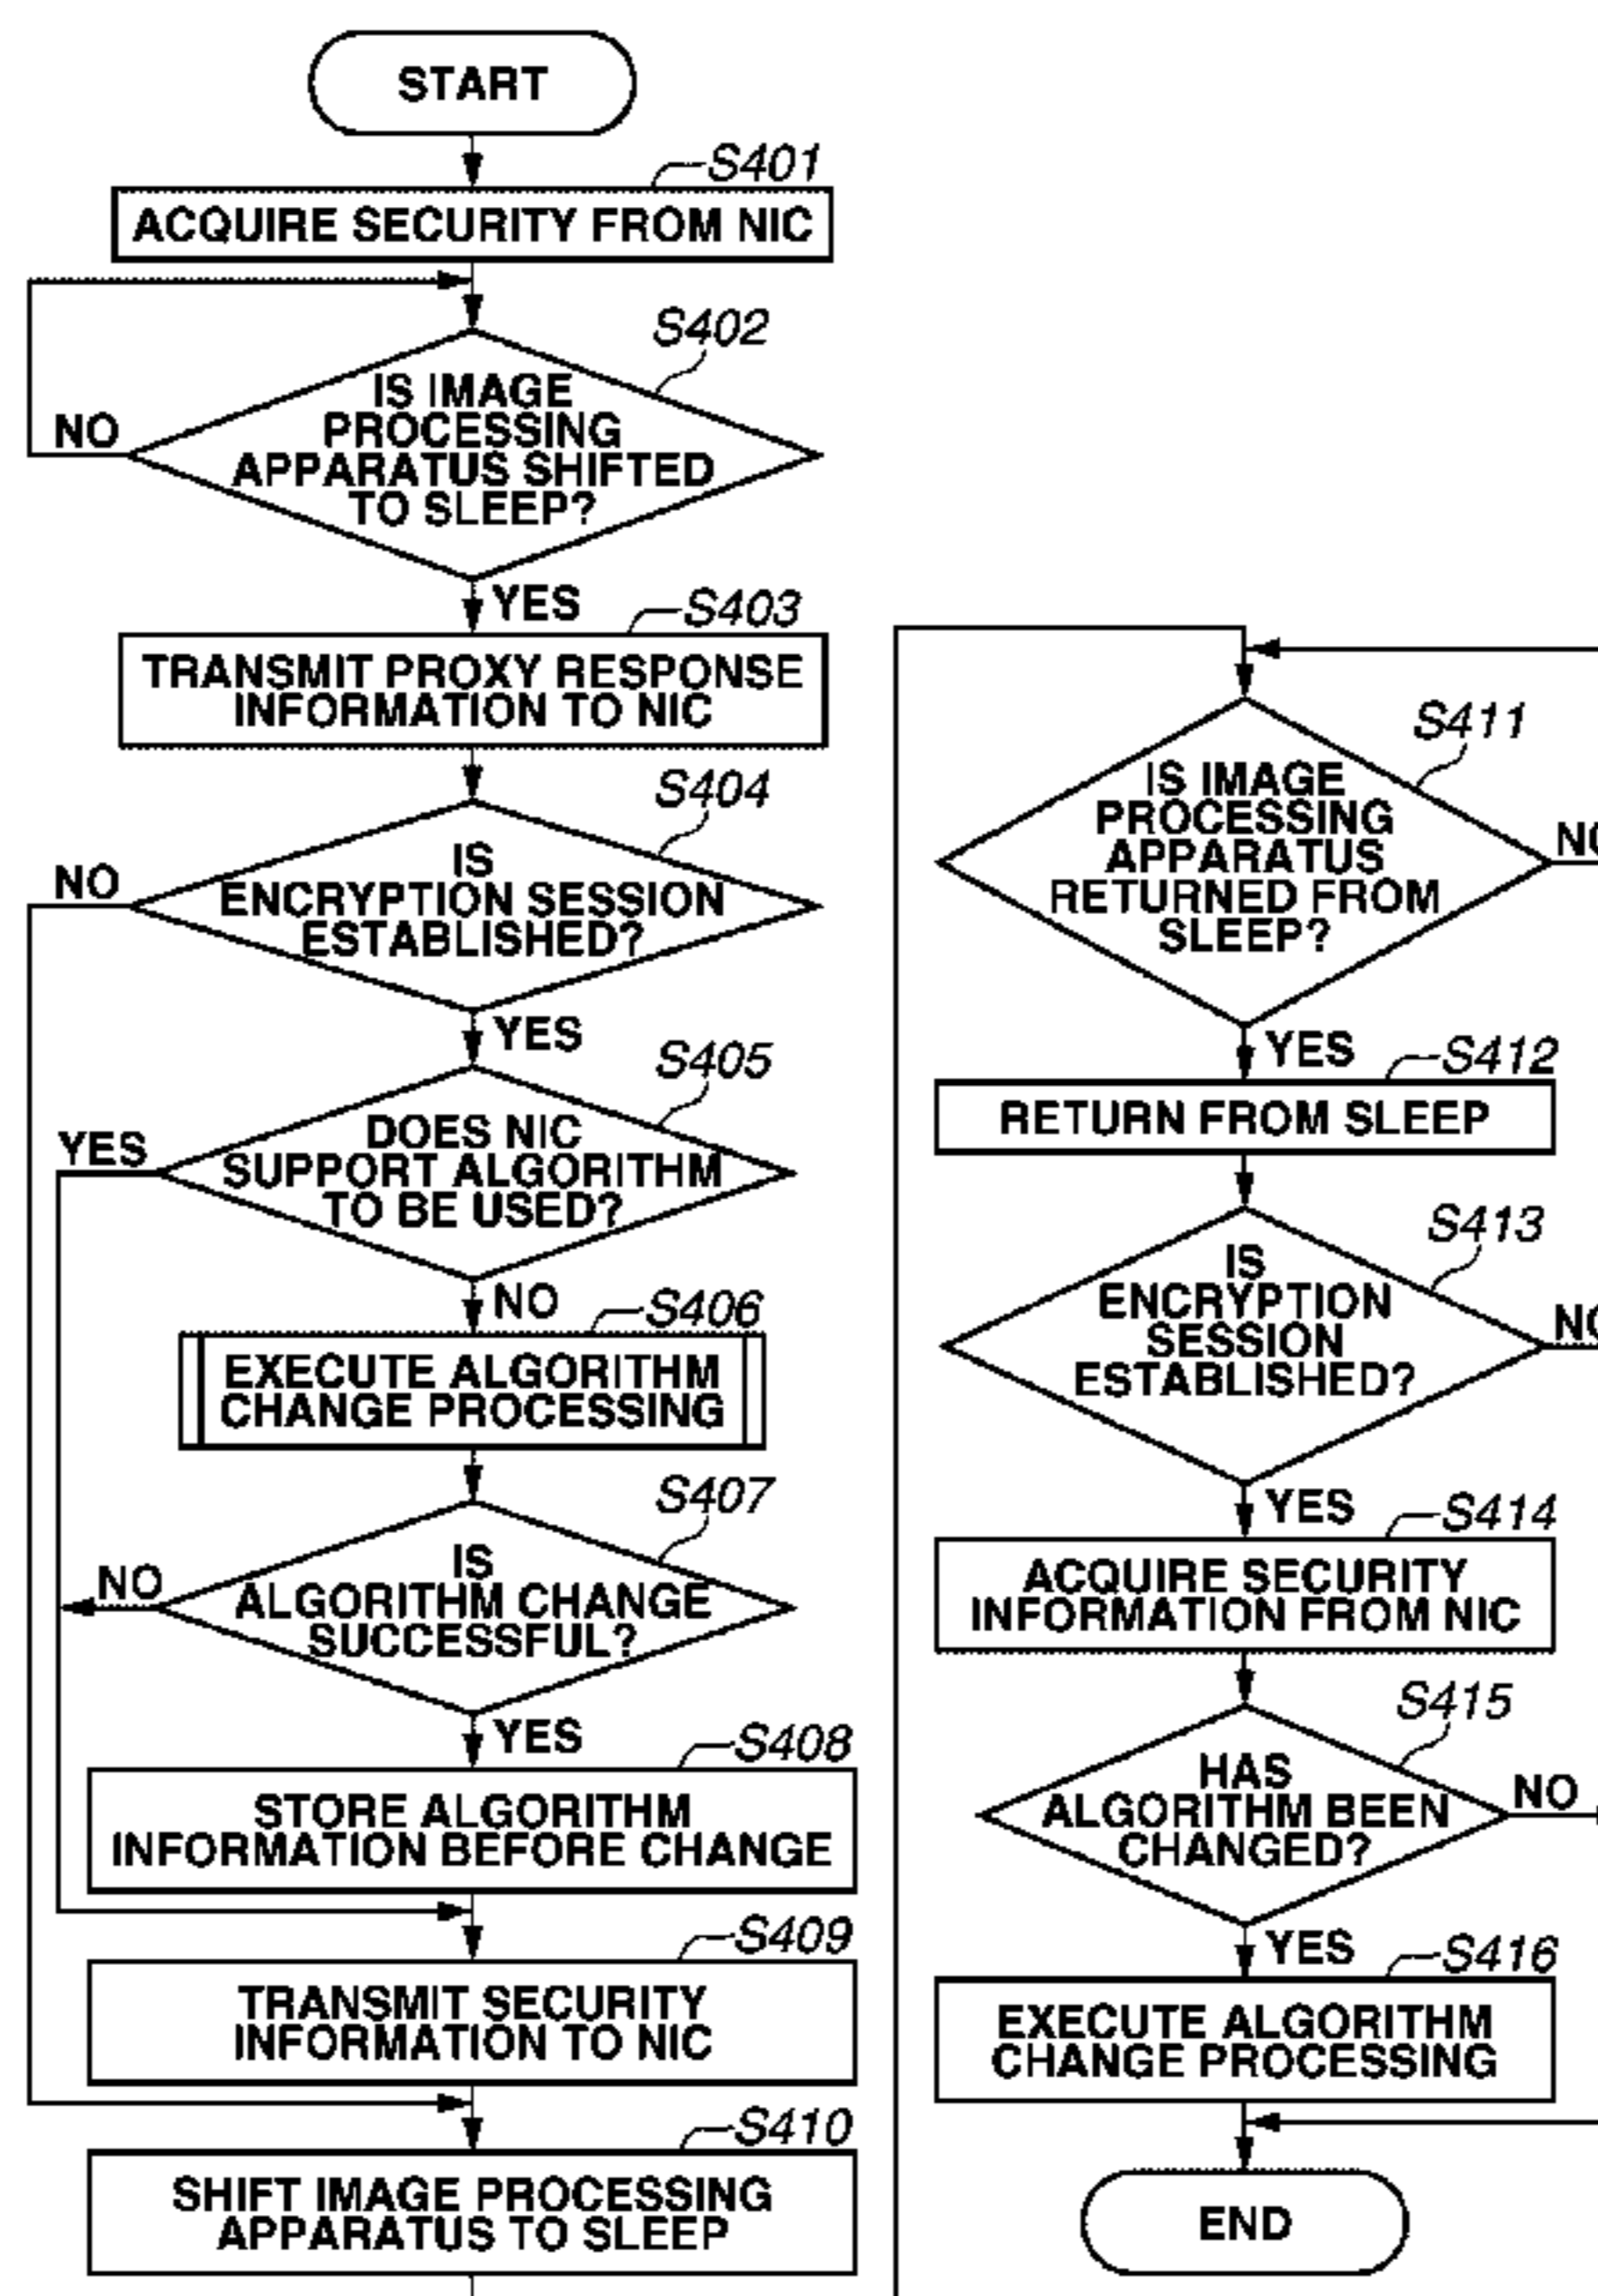 START
S401
ACQUIRE SECURITY FROM NIC
S402
IS IMAGE
PROCESSING
APPARATUS SHIFTED
TO SLEEP?
NO
YES
S403
TRANSMIT PROXY RESPONSE
INFORMATION TO NIC
S404
IS
ENCRYPTION SESSION
ESTABLISHED?
NO
YES
S405
DOES NIC
SUPPORT ALGORITHM
TO BE USED?
YES
NO
S406
EXECUTE ALGORITHM
CHANGE PROCESSING
S407
IS
ALGORITHM CHANGE
SUCCESSFUL?
NO
YES
S408
STORE ALGORITHM
INFORMATION BEFORE CHANGE
S409
TRANSMIT SECURITY
INFORMATION TO NIC
S410
SHIFT IMAGE PROCESSING
APPARATUS TO SLEEP
S411
IS IMAGE
PROCESSING
APPARATUS
RETURNED FROM
SLEEP?
NO
YES
S412
RETURN FROM SLEEP
S413
IS
ENCRYPTION
SESSION
ESTABLISHED?
NO
YES
S414
ACQUIRE SECURITY
INFORMATION FROM NIC
S415
HAS
ALGORITHM BEEN
CHANGED?
NO
YES
S416
EXECUTE ALGORITHM
CHANGE PROCESSING
END